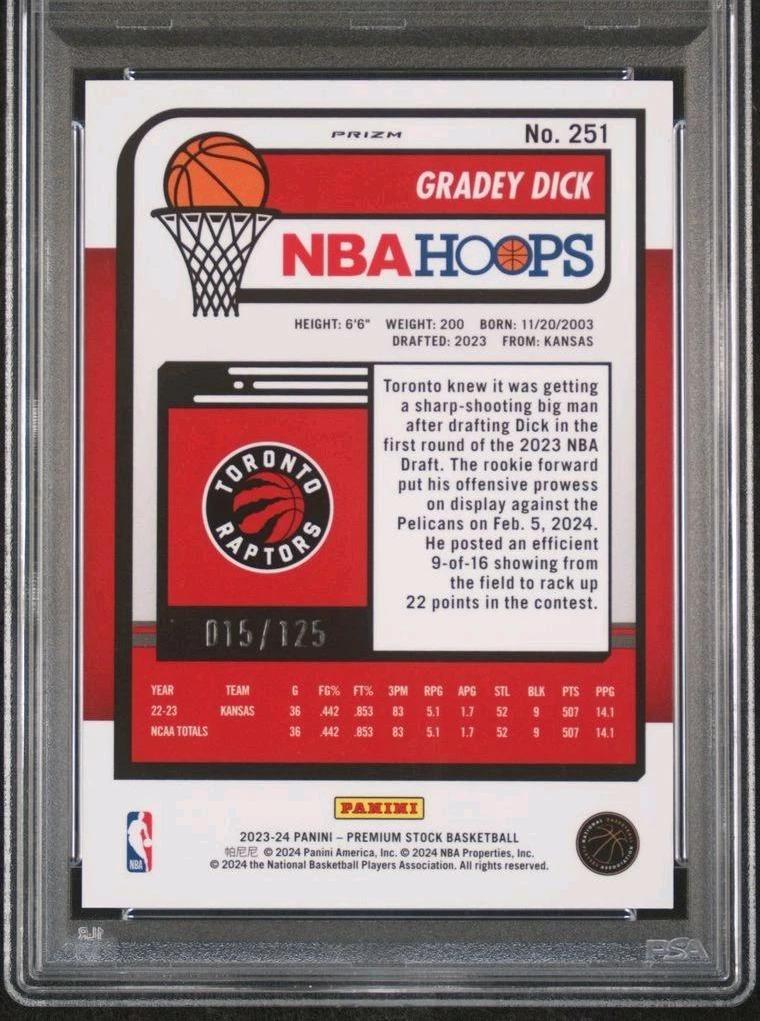 PRIZM
No. 251
GRADEY DICK
NBA HOOPS
HEIGHT: 6'6" WEIGHT: 200 BORN: 11/20/2003
DRAFTED: 2023 FROM: KANSAS
Toronto knew it was getting
a sharp-shooting big man
after drafting Dick in the
first round of the 2023 NBA
Draft. The rookie forward
put his offensive prowess
on display against the
Pelicans on Feb. 5, 2024.
He posted an efficient
9-of-16 showing from
the field to rack up
22 points in the contest.
TORONTO
RAPTORS
015/125
YEAR TEAM G FG% FT% 3PM RPG APG STL BLK PTS PPG
22-23 KANSAS 36 .442 .853 83 5.1 1.7 52 9 507 14.1
NCAA TOTALS 36 .442 .853 83 5.1 1.7 52 9 507 14.1
PANINI
NBA
2023-24 PANINI – PREMIUM STOCK BASKETBALL
帕尼尼 © 2024 Panini America, Inc. © 2024 NBA Properties, Inc.
© 2024 the National Basketball Players Association. All rights reserved.
NATIONAL BASKETBALL
PSA